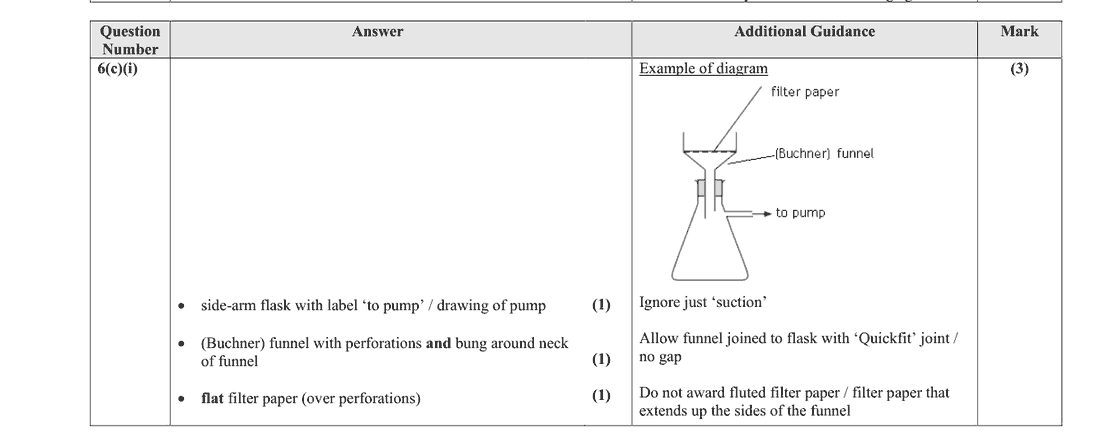 Question Number
Answer
Additional Guidance
Mark
6(c)(i)
Example of diagram
(3)
filter paper
(Buchner) funnel
to pump
• side-arm flask with label ‘to pump’ / drawing of pump (1)
Ignore just ‘suction’
• (Buchner) funnel with perforations and bung around neck
of funnel (1)
Allow funnel joined to flask with ‘Quickfit’ joint /
no gap
• flat filter paper (over perforations) (1)
Do not award fluted filter paper / filter paper that
extends up the sides of the funnel